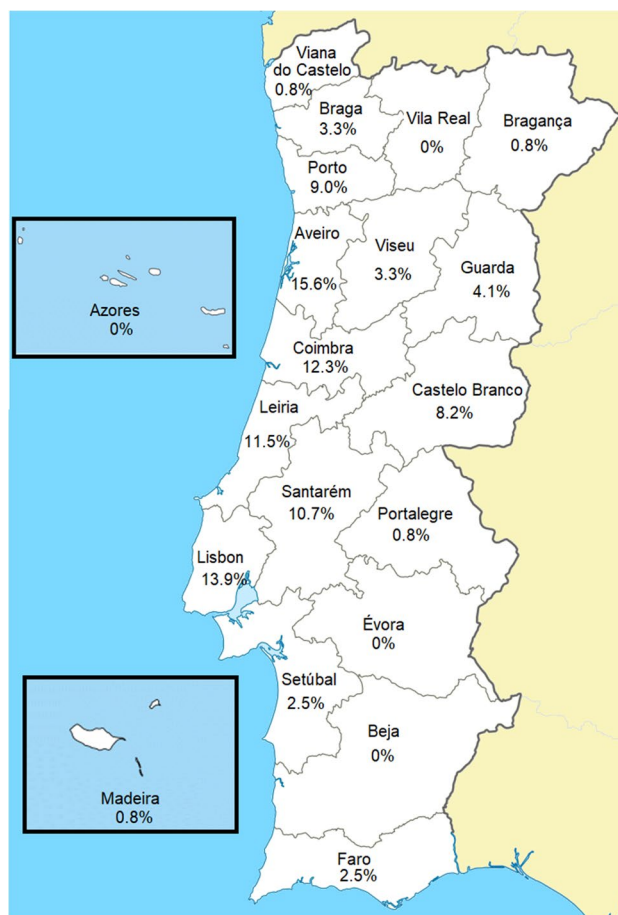 Viana
do Castelo
0.8%
Braga
3.3%
Vila Real
0%
Bragança
0.8%
Porto
9.0%
Aveiro
15.6%
Viseu
3.3%
Guarda
4.1%
Azores
0%
Coimbra
12.3%
Castelo Branco
8.2%
Leiria
11.5%
Santarém
10.7%
Portalegre
0.8%
Lisbon
13.9%
Évora
0%
Setúbal
2.5%
Beja
0%
Madeira
0.8%
Faro
2.5%